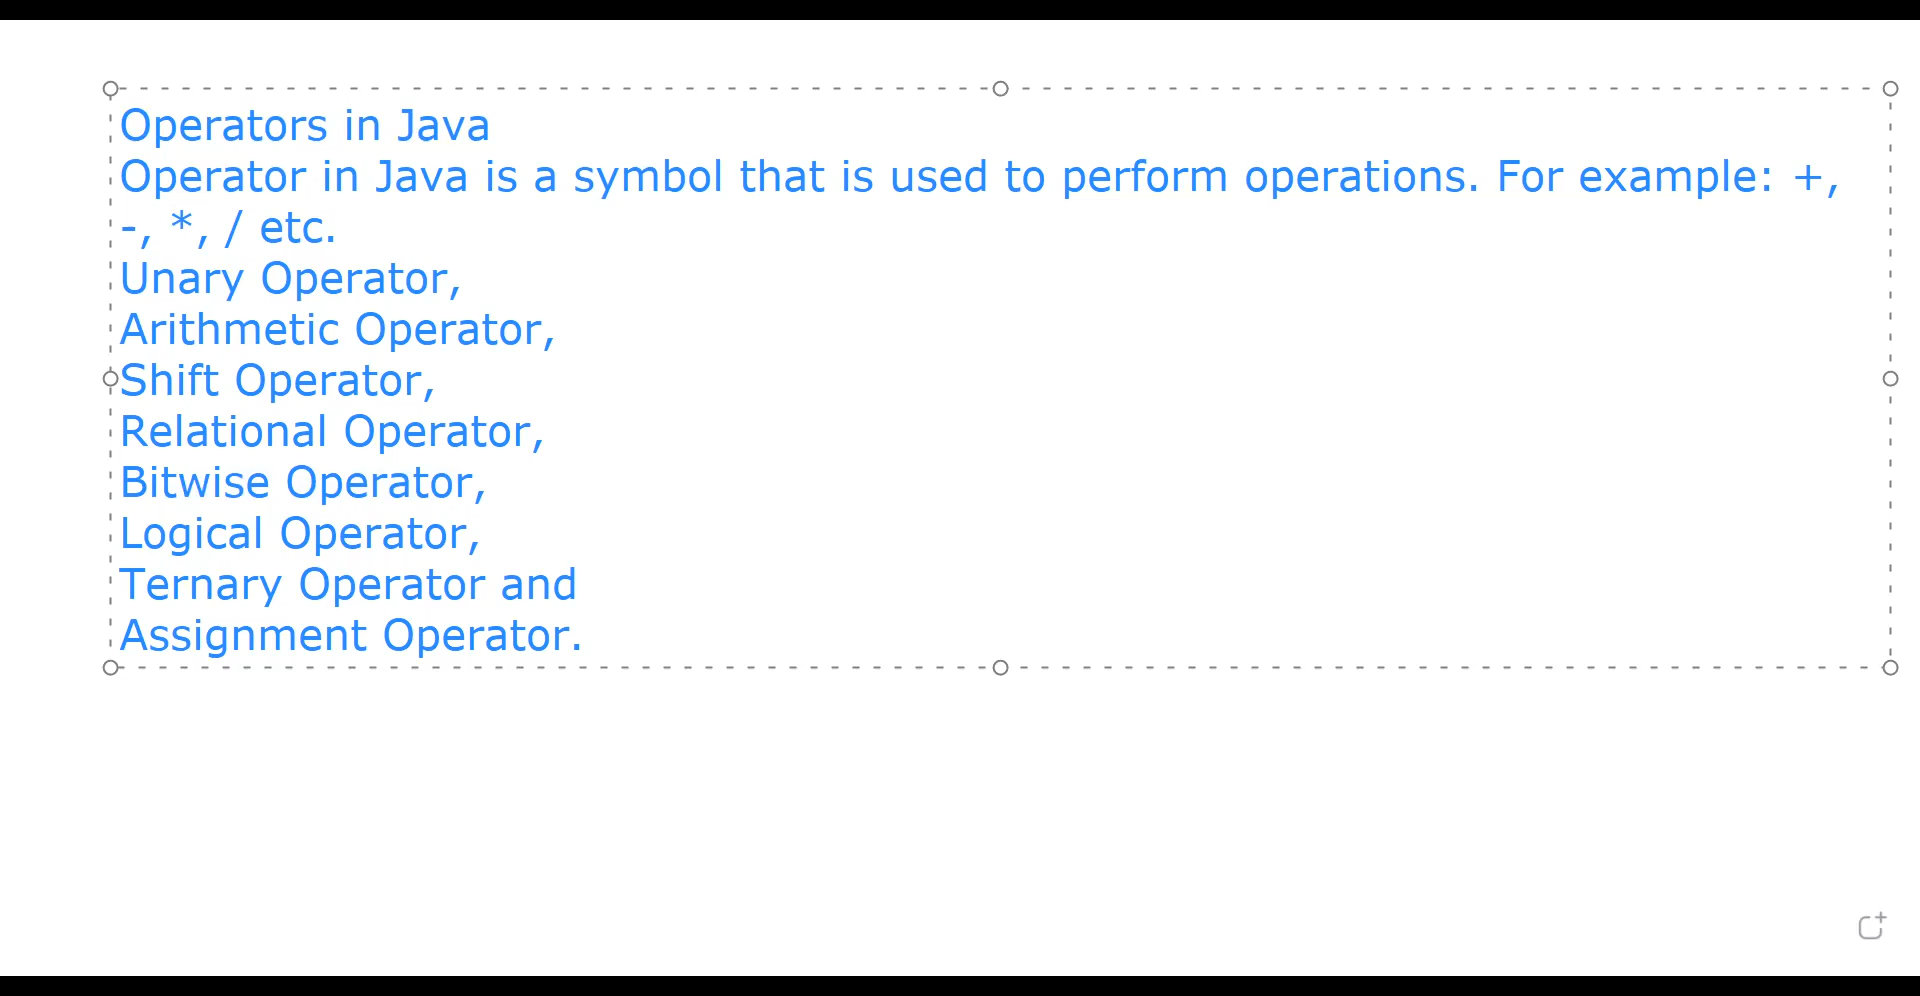 Operators in Java
Operator in Java is a symbol that is used to perform operations. For example: +,
-, *, / etc.
Unary Operator,
Arithmetic Operator,
Shift Operator,
Relational Operator,
Bitwise Operator,
Logical Operator,
Ternary Operator and
Assignment Operator.